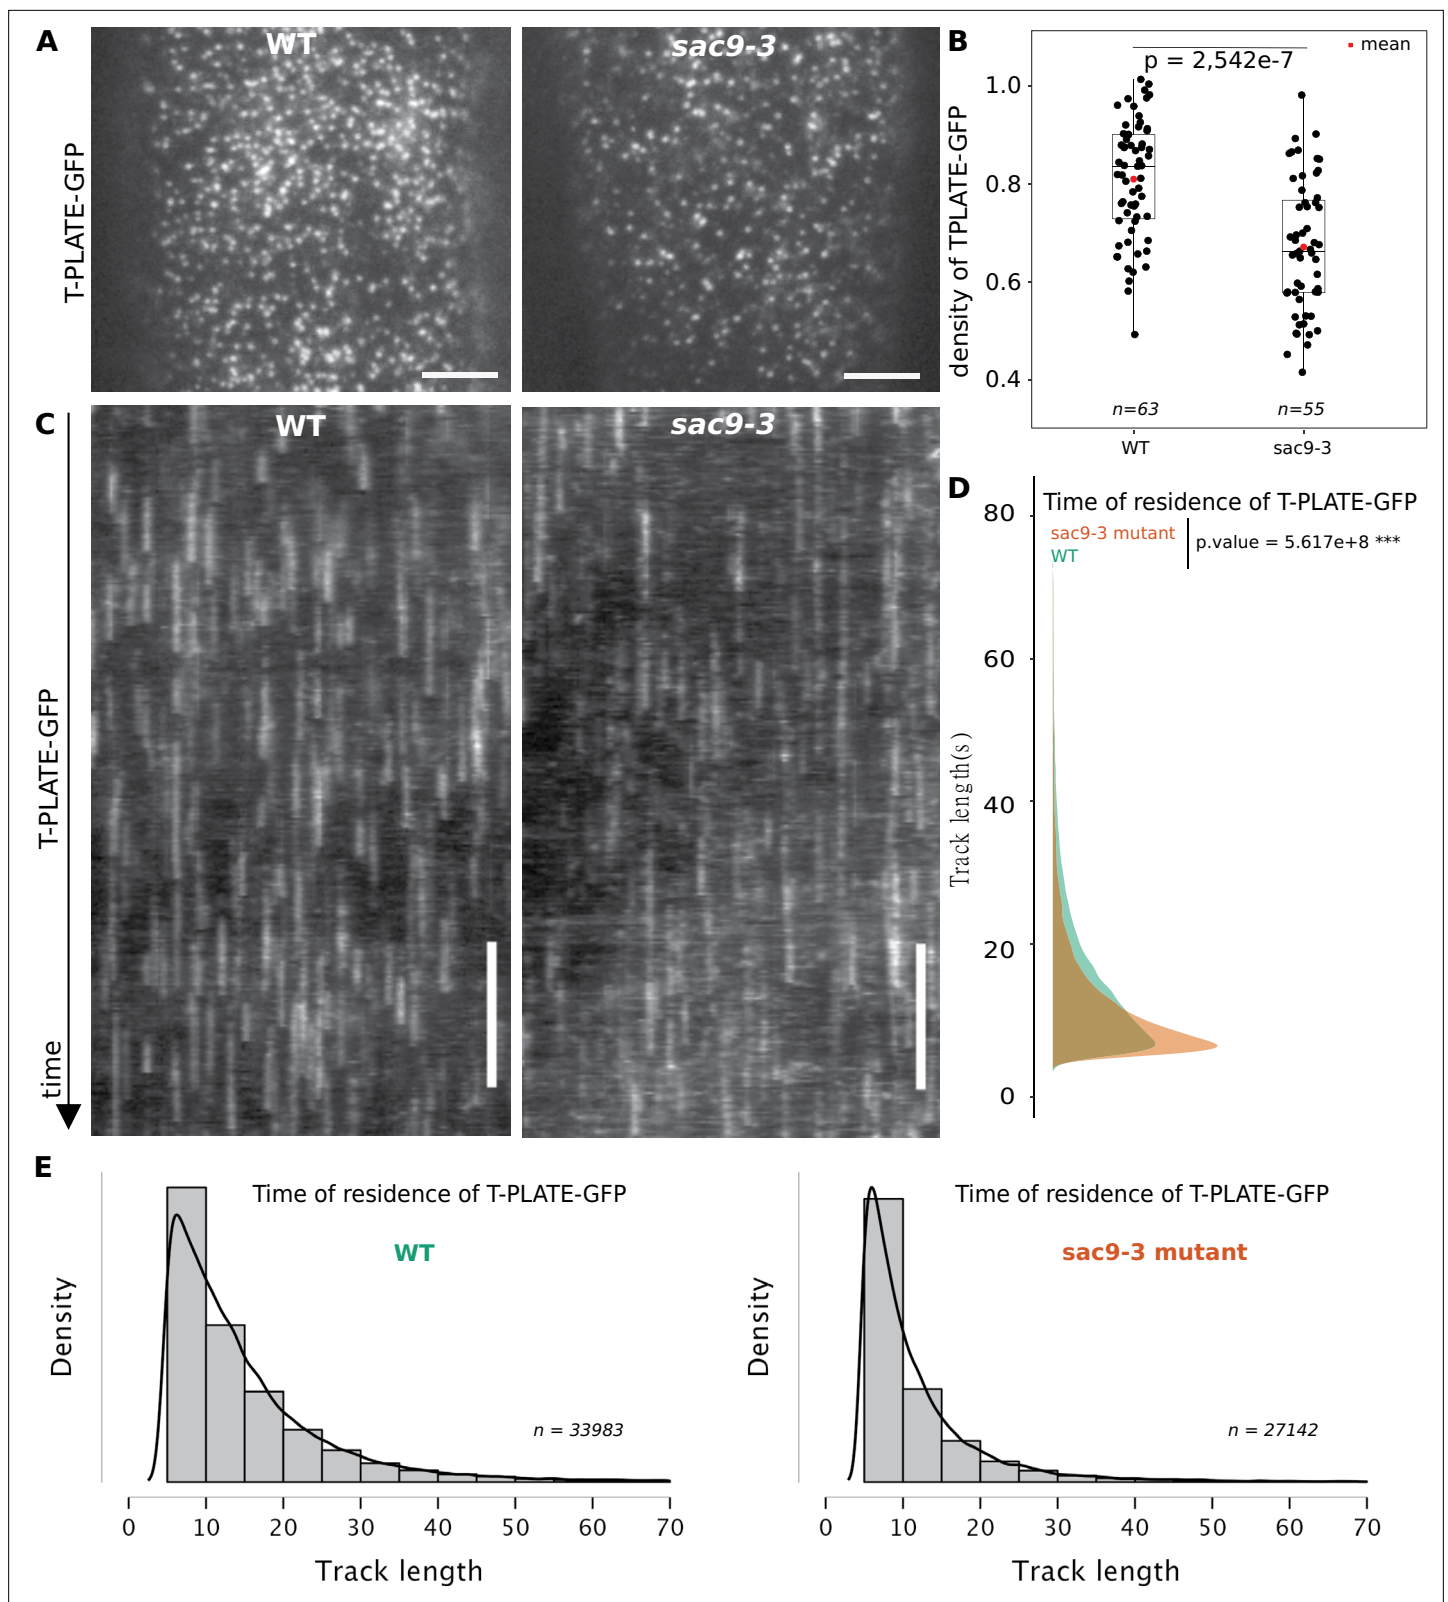 A
WT
sac9-3
T-PLATE-GFP
B
mean
p = 2,542e-7
density of TPLATE-GFP
1.0
0.8
0.6
0.4
n=63
n=55
WT
sac9-3
C
WT
sac9-3
T-PLATE-GFP
time
D
Time of residence of T-PLATE-GFP
sac9-3 mutant
WT
p.value = 5.617e+8 ***
Track length(s)
80
60
40
20
0
E
Time of residence of T-PLATE-GFP
WT
Density
n = 33983
0 10 20 30 40 50 60 70
Track length
Time of residence of T-PLATE-GFP
sac9-3 mutant
Density
n = 27142
0 10 20 30 40 50 60 70
Track length